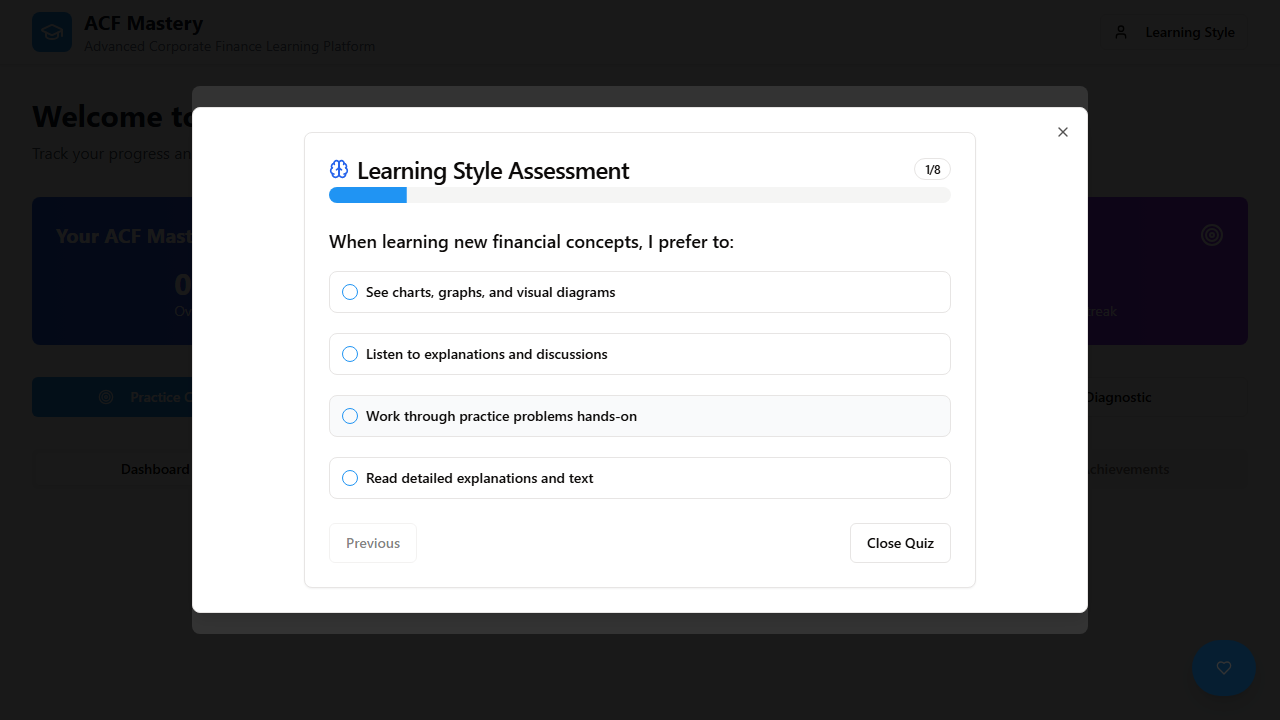 ACF Mastery
Advanced Corporate Finance Learning Platform
Learning Style
Welcome to
Track your progress an
Your ACF Mast
0
Ov
reak
Practice Q
Diagnostic
Dashboard
chievements
Learning Style Assessment
1/8
When learning new financial concepts, I prefer to:
See charts, graphs, and visual diagrams
Listen to explanations and discussions
Work through practice problems hands-on
Read detailed explanations and text
Previous
Close Quiz